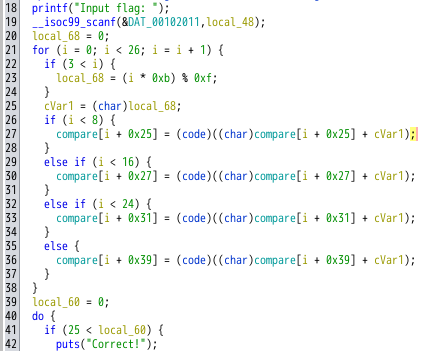 18 printf("Input flag: ");
19 __isoc99_scanf(&DAT_00102011,local_48);
20 local_68 = 0;
21 for (i = 0; i < 26; i = i + 1) {
22 if (3 < i) {
23 local_68 = (i * 0xb) % 0xf;
24 }
25 cVar1 = (char)local_68;
26 if (i < 8) {
27 compare[i + 0x25] = (code)((char)compare[i + 0x25] + cVar1);
28 }
29 else if (i < 16) {
30 compare[i + 0x27] = (code)((char)compare[i + 0x27] + cVar1);
31 }
32 else if (i < 24) {
33 compare[i + 0x31] = (code)((char)compare[i + 0x31] + cVar1);
34 }
35 else {
36 compare[i + 0x39] = (code)((char)compare[i + 0x39] + cVar1);
37 }
38 }
39 local_60 = 0;
40 do {
41 if (25 < local_60) {
42 puts("Correct!");